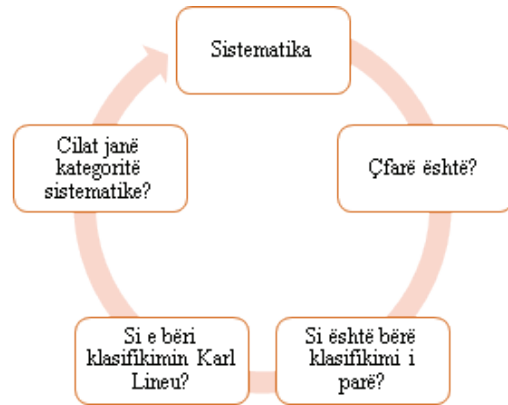 Sistematika
Çfarë është?
Si është bërë
klasifikimi i
parë?
Si e bëri
klasifikimin Karl
Lineu?
Cilat janë
kategoritë
sistematike?